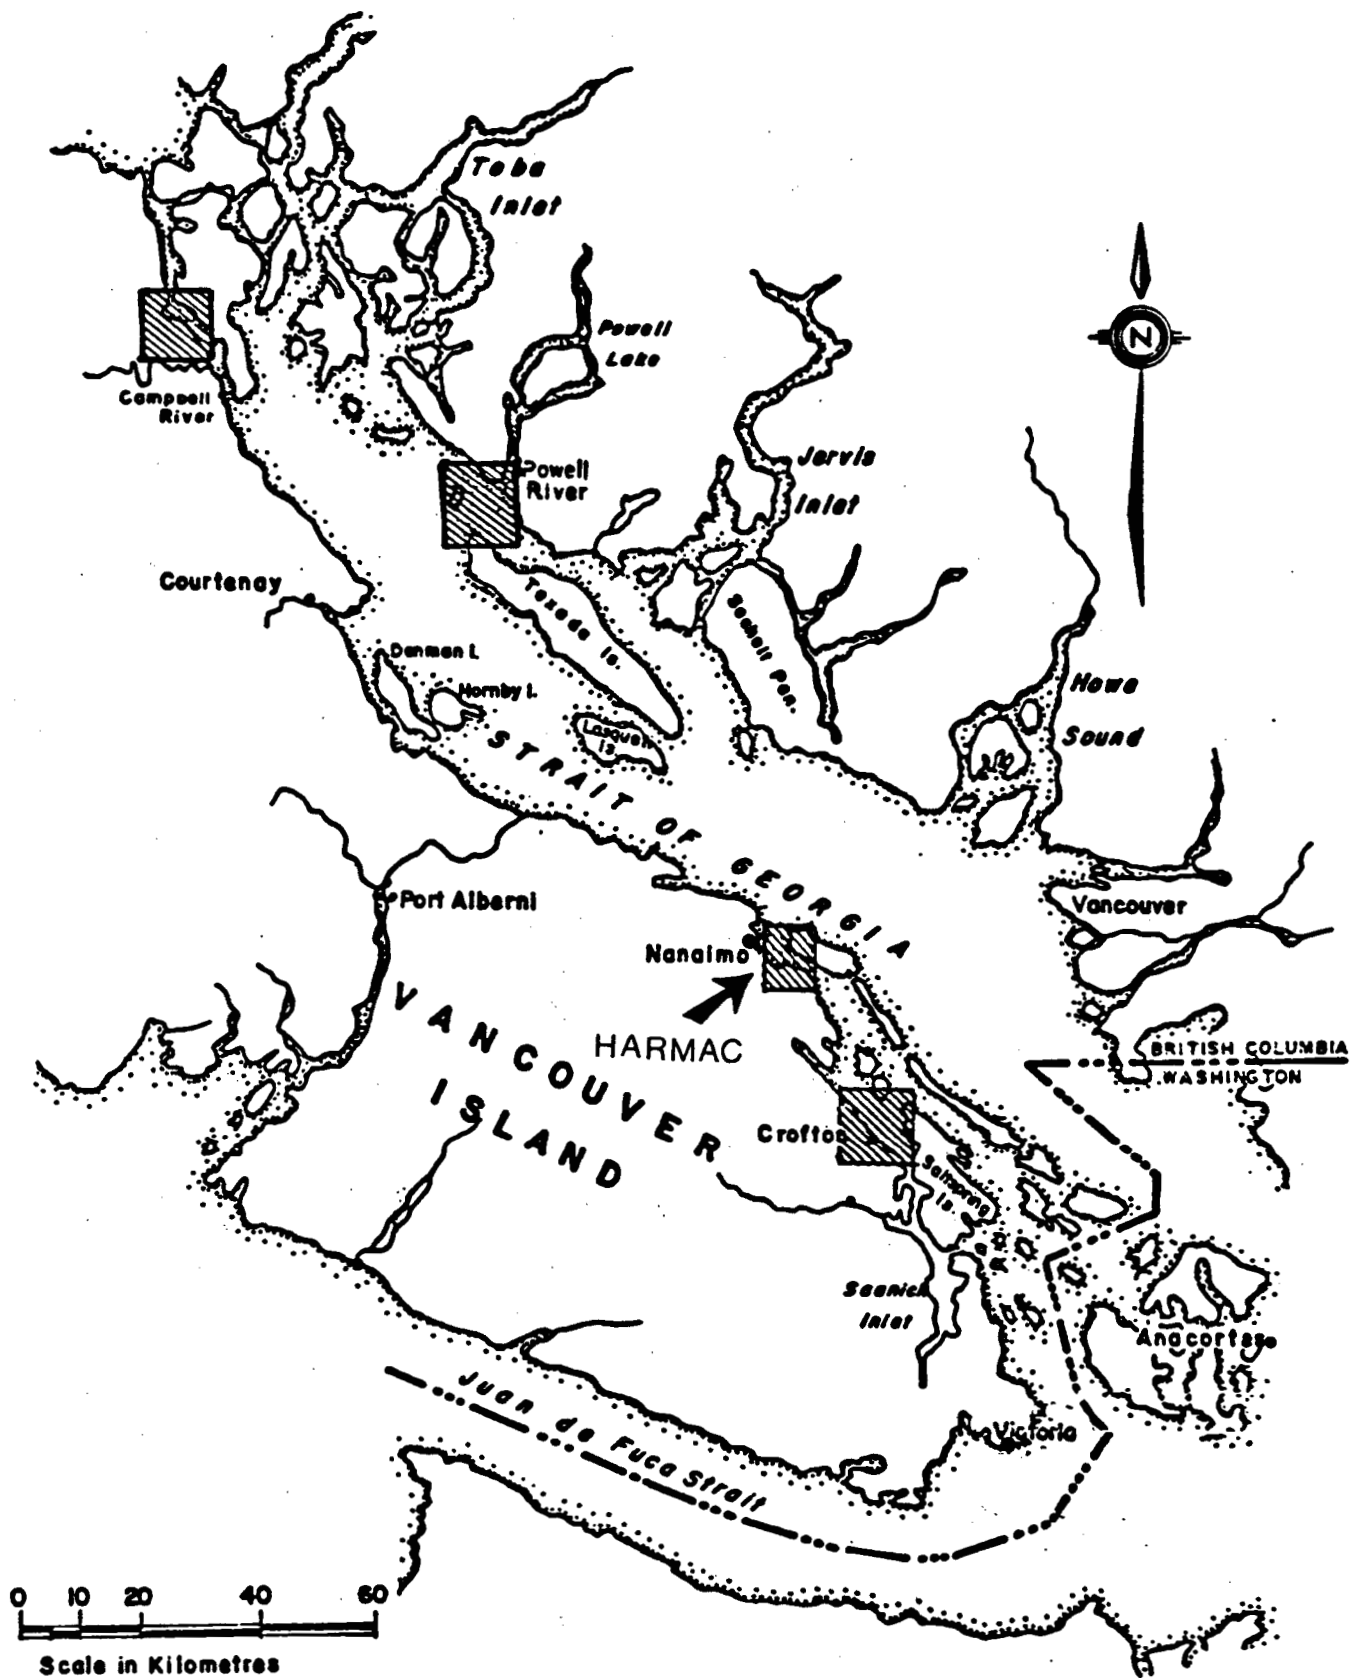 Toba
Inlet
Powell
Lake
N
Campbell
River
Powell
River
Jervis
Inlet
Courtenay
Texada
Is.
Sechelt Pen.
Denman I.
Hornby I.
Lasqueti
Is.
Howe
Sound
STRAIT OF GEORGIA
Port Alberni
Vancouver
Nanaimo
VANCOUVER
ISLAND
HARMAC
BRITISH COLUMBIA
WASHINGTON
Crofton
Saltspring
Is.
Saanich
Inlet
Anacortes
Victoria
Juan de Fuca Strait
0 10 20 40 60
Scale in Kilometres